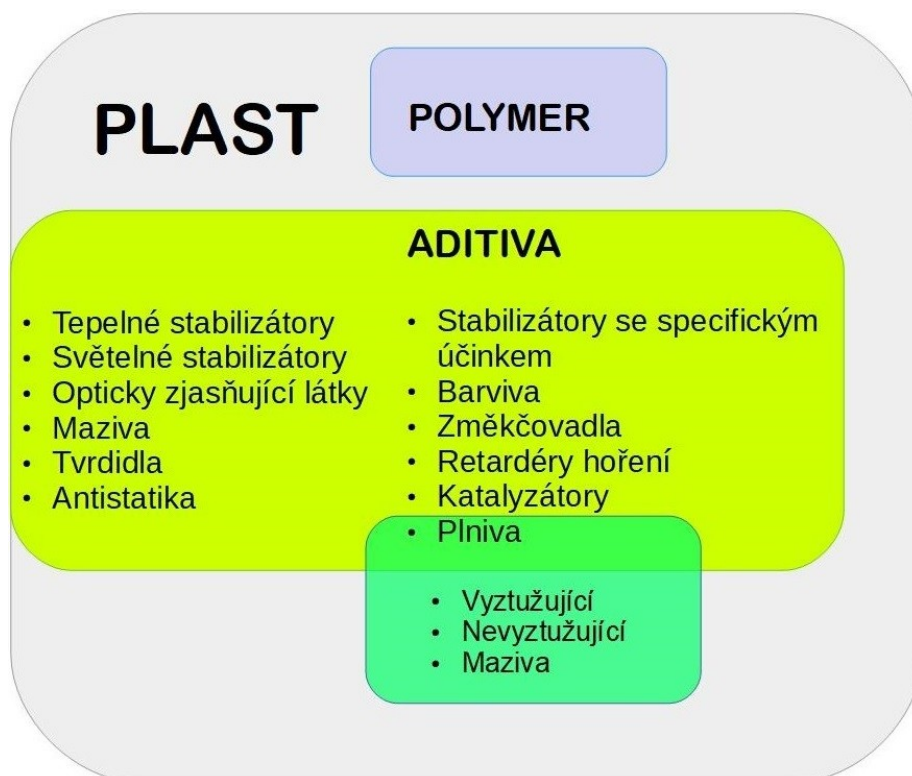 PLAST
POLYMER
ADITIVA
• Tepelné stabilizátory
• Světelné stabilizátory
• Opticky zjasňující látky
• Maziva
• Tvrdidla
• Antistatika
• Stabilizátory se specifickým
účinkem
• Barviva
• Změkčovadla
• Retardéry hoření
• Katalyzátory
• Plniva
• Vyztužující
• Nevyztužující
• Maziva